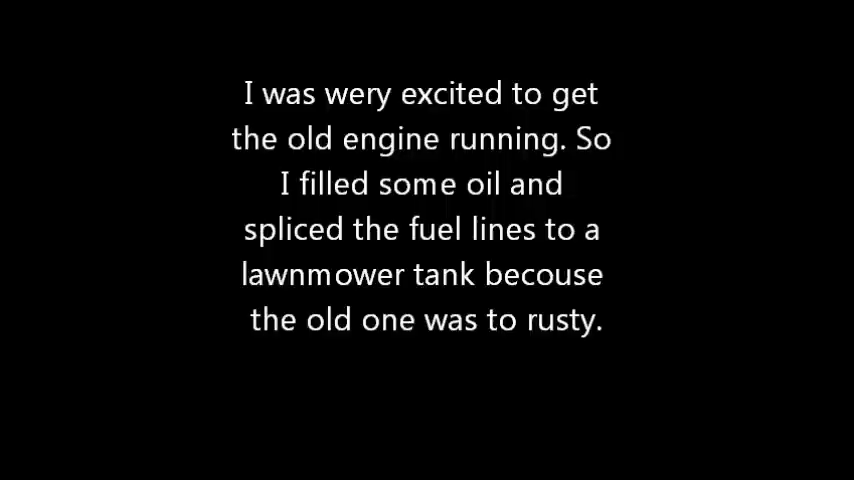 I was wery excited to get
the old engine running. So
I filled some oil and
spliced the fuel lines to a
lawnmower tank becouse
the old one was to rusty.